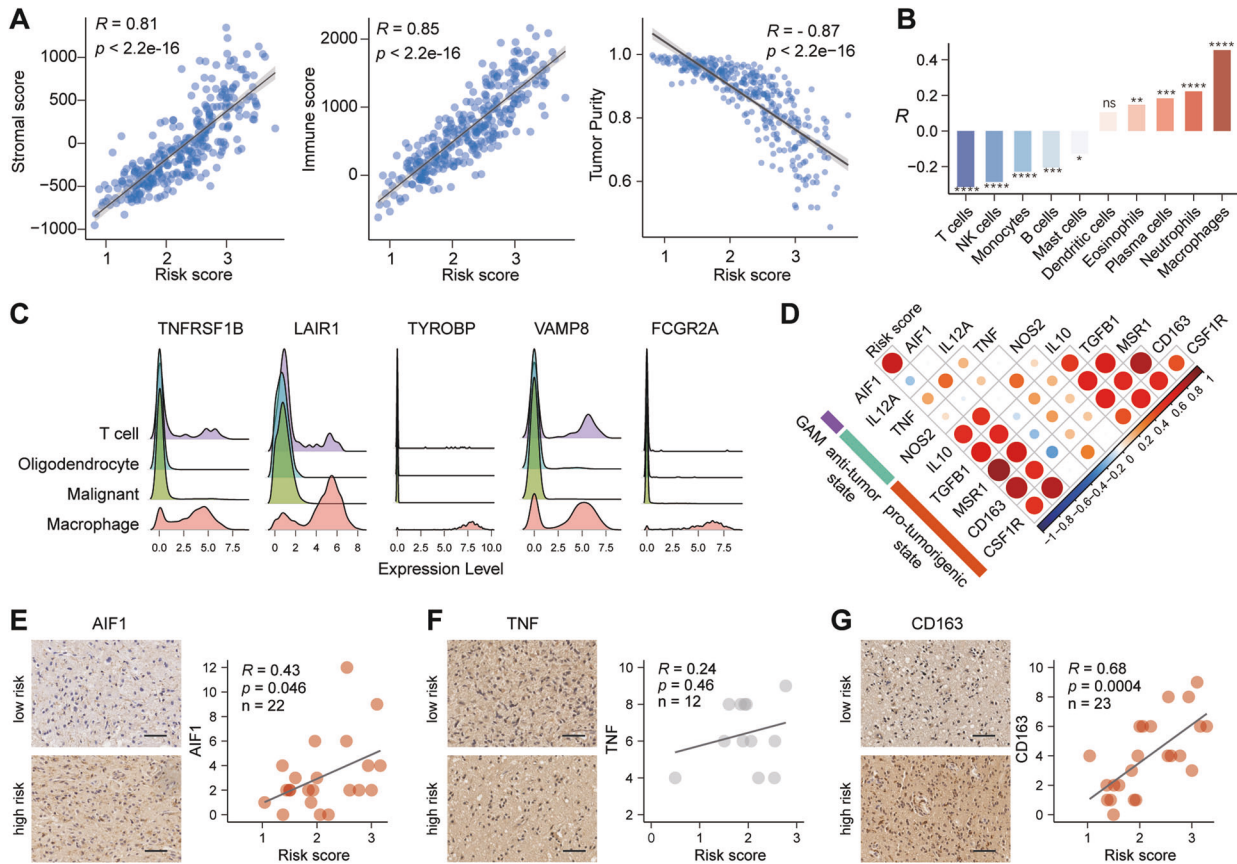 A
R = 0.81
p < 2.2e-16
Stromal score
1000
500
0
−500
−1000
1
2
3
Risk score
R = 0.85
p < 2.2e-16
Immune score
2000
1000
0
1
2
3
Risk score
R = - 0.87
p < 2.2e−16
Tumor Purity
1.0
0.8
0.6
1
2
3
Risk score
B
R
0.4
0.2
0.0
−0.2
****
****
****
***
*
ns
**
***
****
****
T cells
NK cells
Monocytes
B cells
Mast cells
Dendritic cells
Eosinophils
Plasma cells
Neutrophils
Macrophages
C
TNFRSF1B
LAIR1
TYROBP
VAMP8
FCGR2A
T cell
Oligodendrocyte
Malignant
Macrophage
0.0 2.5 5.0 7.5
0 2 4 6 8
0.0 2.5 5.0 7.5 10.0
0.0 2.5 5.0 7.5
0.0 2.5 5.0 7.5
Expression Level
D
Risk score
AIF1
IL12A
TNF
NOS2
IL10
TGFB1
MSR1
CD163
CSF1R
AIF1
IL12A
TNF
NOS2
IL10
TGFB1
MSR1
CD163
CSF1R
GAM
anti-tumor
state
pro-tumorigenic
state
−1
−0.8
−0.6
−0.4
−0.2
0
0.2
0.4
0.6
0.8
1
E
AIF1
low risk
high risk
R = 0.43
p = 0.046
n = 22
AIF1
12
10
8
6
4
2
0
1
2
3
Risk score
F
TNF
low risk
high risk
R = 0.24
p = 0.46
n = 12
TNF
10
8
6
4
2
0
1
2
3
Risk score
G
CD163
low risk
high risk
R = 0.68
p = 0.0004
n = 23
CD163
10
8
6
4
2
0
1
2
3
Risk score